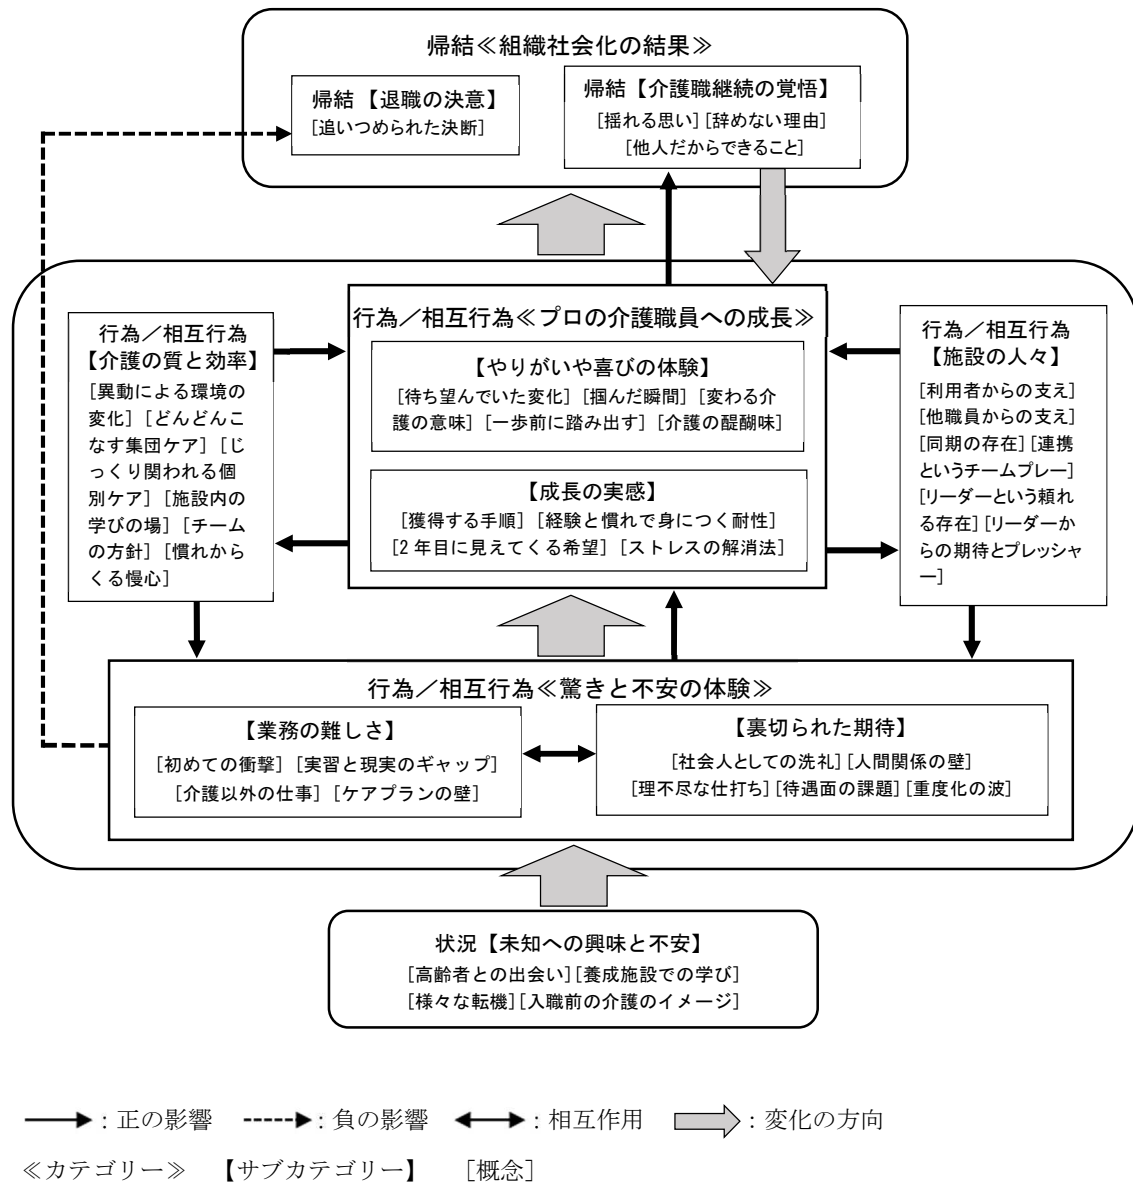 帰結≪組織社会化の結果≫
帰結【退職の決意】
[追いつめられた決断]
帰結【介護職継続の覚悟】
[揺れる思い] [辞めない理由]
[他人だからできること]
行為／相互行為
【介護の質と効率】
[異動による環境の
変化] [どんどんこ
なす集団ケア] [じ
っくり関われる個
別ケア] [施設内の
学びの場] [チーム
の方針] [慣れから
くる慢心]
行為／相互行為≪プロの介護職員への成長≫
【やりがいや喜びの体験】
[待ち望んでいた変化] [掴んだ瞬間] [変わる介
護の意味] [一歩前に踏み出す] [介護の醍醐味]
【成長の実感】
[獲得する手順] [経験と慣れで身につく耐性]
[2 年目に見えてくる希望] [ストレスの解消法]
行為／相互行為
【施設の人々】
[利用者からの支え]
[他職員からの支え]
[同期の存在] [連携
というチームプレー]
[リーダーという頼れ
る存在] [リーダーか
らの期待とプレッシャ
ー]
行為／相互行為≪驚きと不安の体験≫
【業務の難しさ】
[初めての衝撃] [実習と現実のギャップ]
[介護以外の仕事] [ケアプランの壁]
【裏切られた期待】
[社会人としての洗礼] [人間関係の壁]
[理不尽な仕打ち] [待遇面の課題] [重度化の波]
状況【未知への興味と不安】
[高齢者との出会い] [養成施設での学び]
[様々な転機] [入職前の介護のイメージ]
：正の影響 ：負の影響 ：相互作用 ：変化の方向
≪カテゴリー≫ 【サブカテゴリー】 [概念]